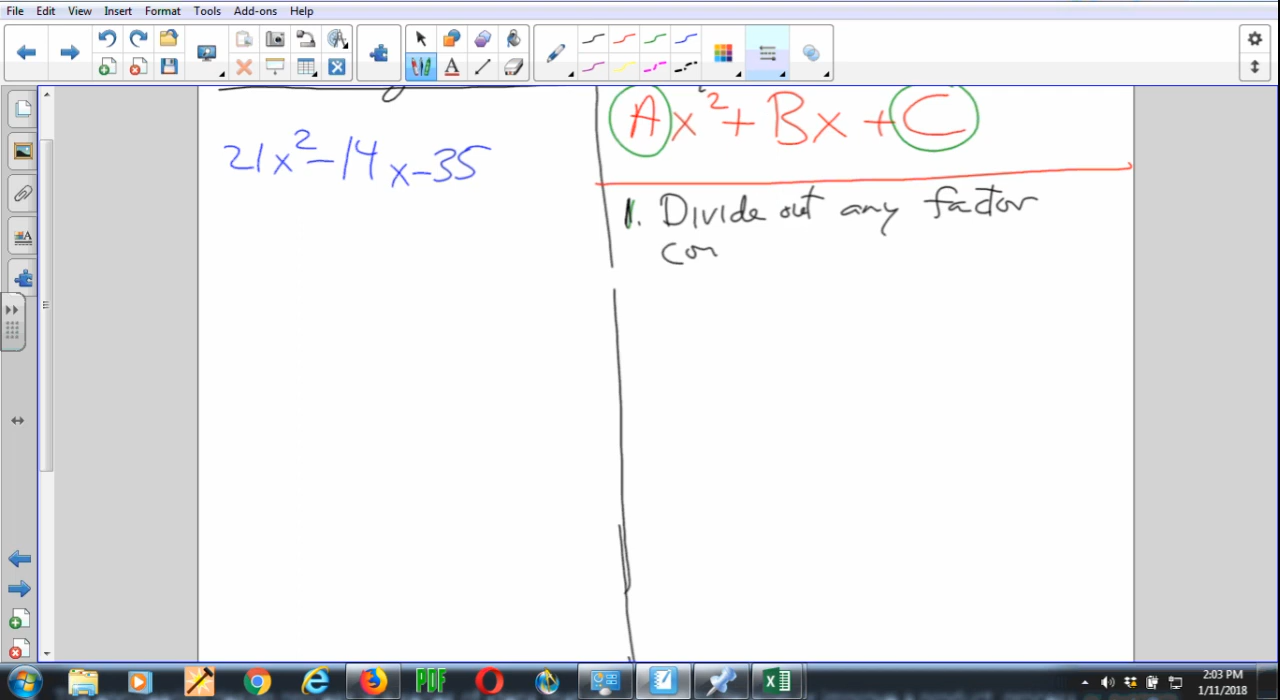 File Edit View Insert Format Tools Add-ons Help
21x²-14x-35
Ax²+Bx+C
1. Divide out any factor
com
PDF
2:03 PM
1/11/2018